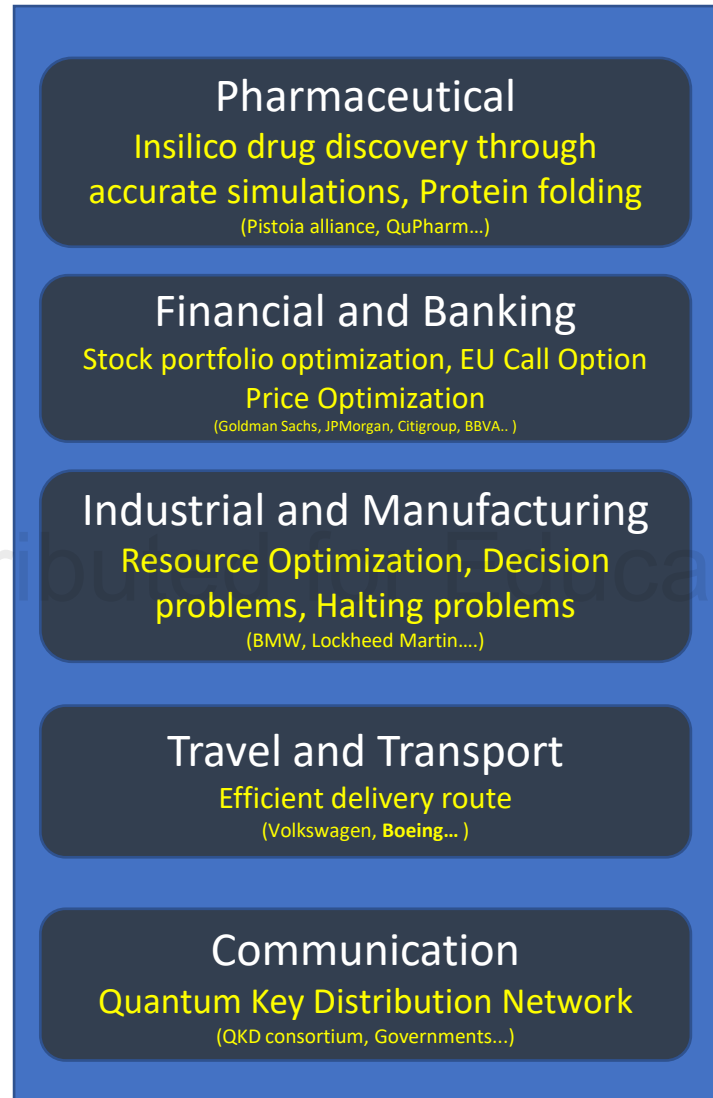 Pharmaceutical
Insilico drug discovery through
accurate simulations, Protein folding
(Pistoia alliance, QuPharm...)
Financial and Banking
Stock portfolio optimization, EU Call Option
Price Optimization
(Goldman Sachs, JPMorgan, Citigroup, BBVA.. )
Industrial and Manufacturing
Resource Optimization, Decision
problems, Halting problems
(BMW, Lockheed Martin....)
Travel and Transport
Efficient delivery route
(Volkswagen, Boeing... )
Communication
Quantum Key Distribution Network
(QKD consortium, Governments...)